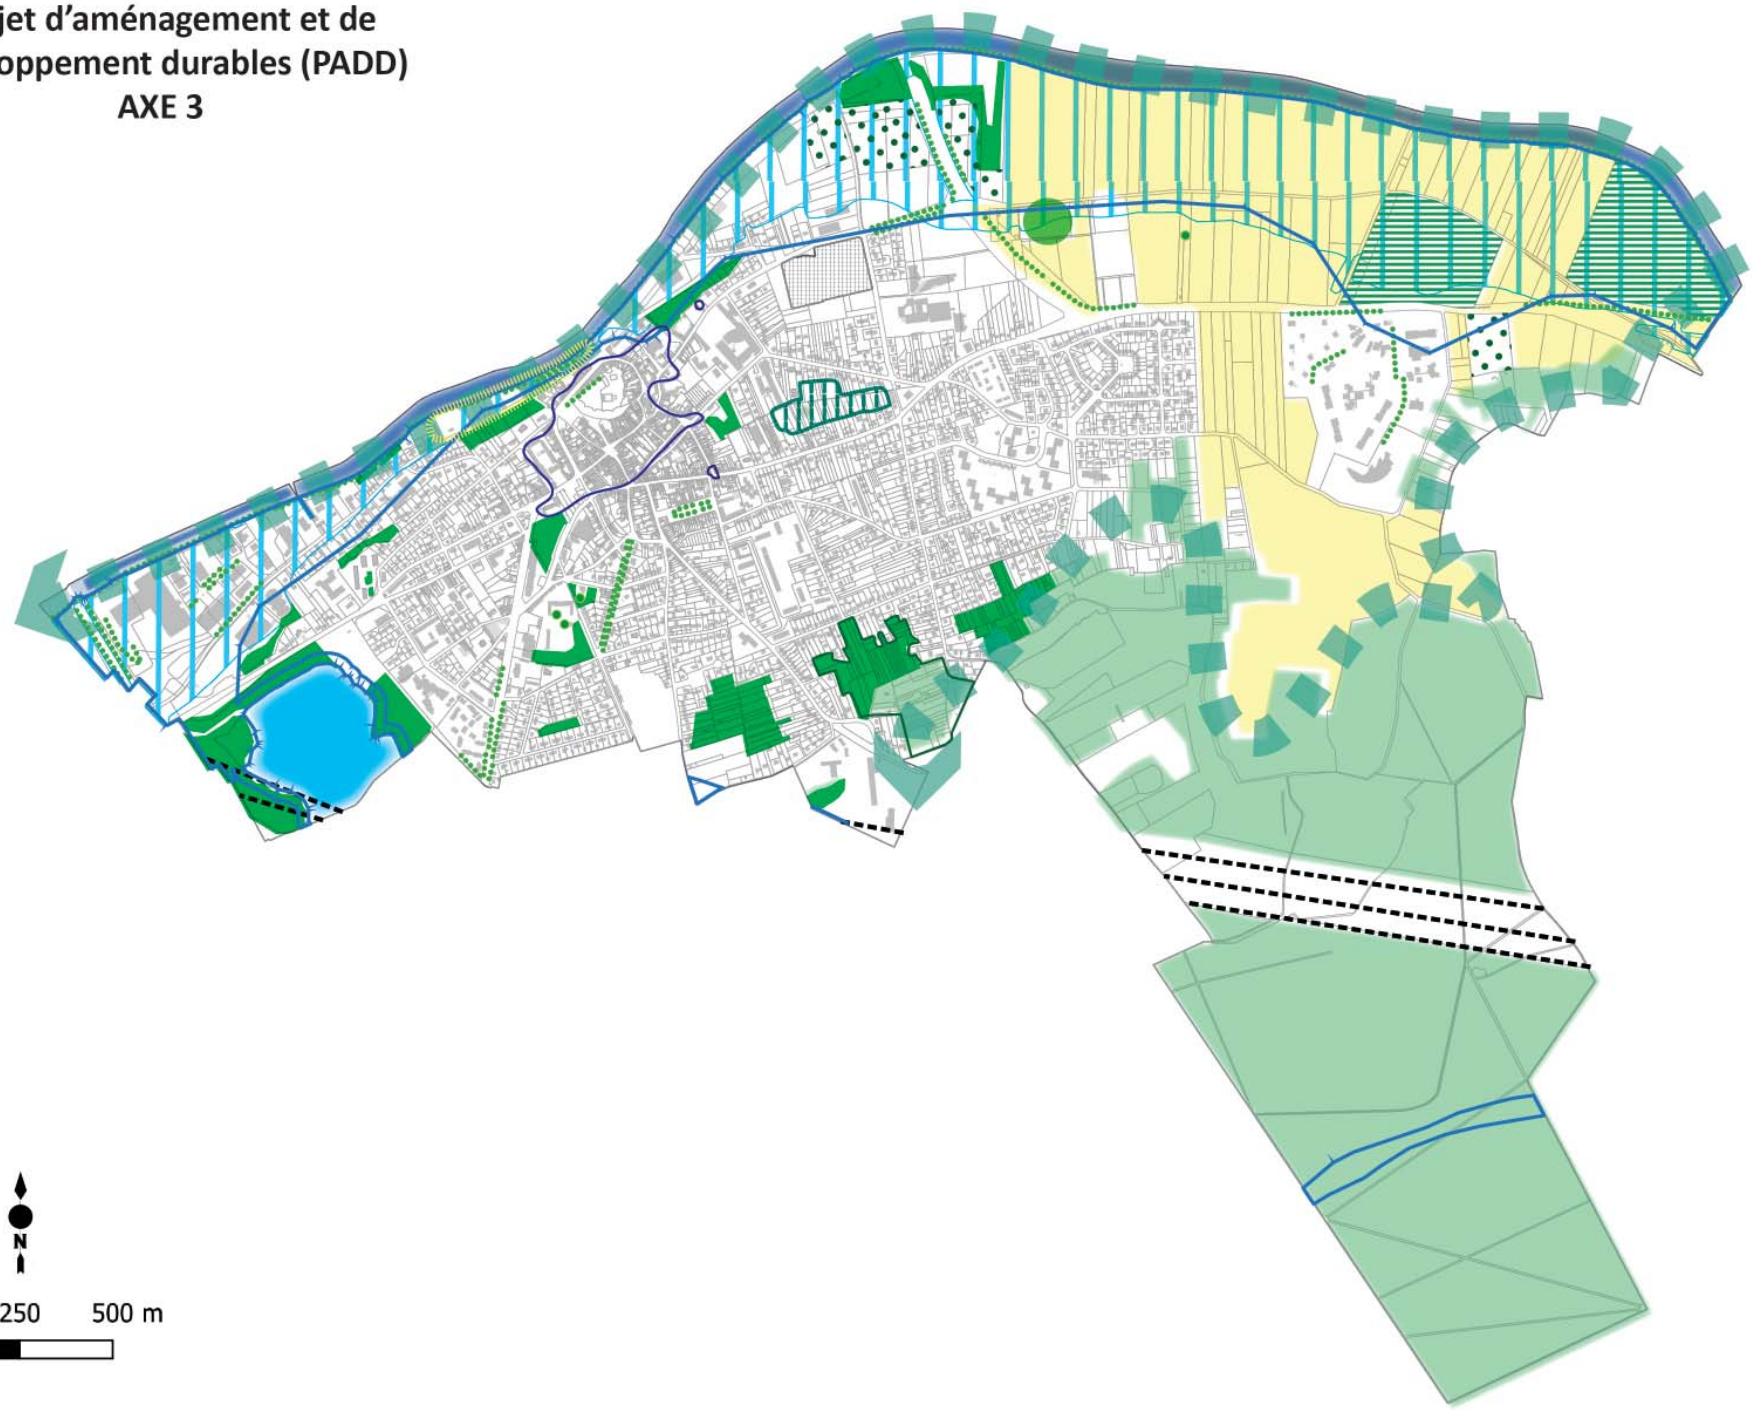 jet d’aménagement et de
oppement durables (PADD)
AXE 3
N
250 500 m